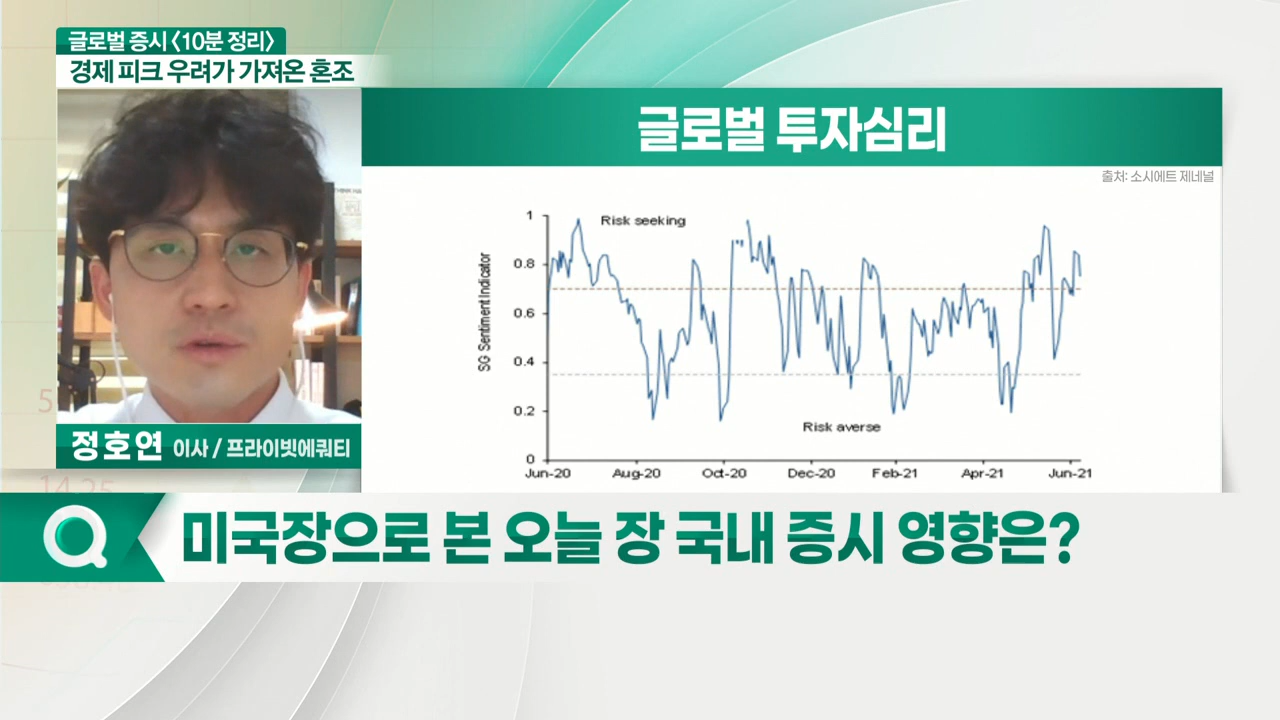 글로벌 증시 <10분 정리>
경제 피크 우려가 가져온 혼조
글로벌 투자심리
출처: 소시에트 제네널
Risk seeking
SG Sentiment Indicator
1
0.8
0.6
0.4
0.2
0
Risk averse
Jun-20 Aug-20 Oct-20 Dec-20 Feb-21 Apr-21 Jun-21
정호연 이사 / 프라이빗에쿼티
미국장으로 본 오늘 장 국내 증시 영향은?